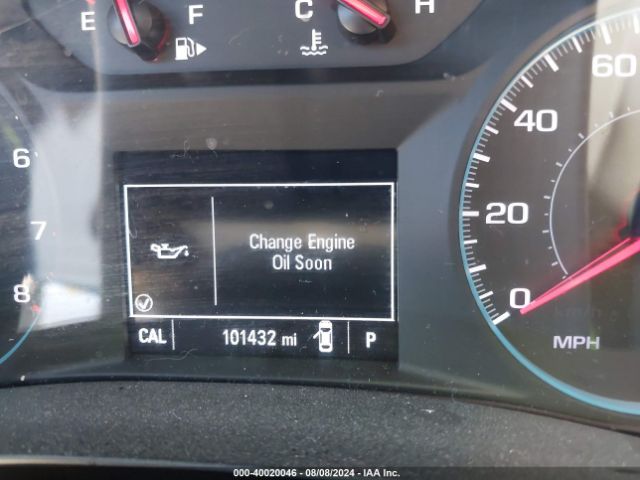 E F C H
60
40
20
0
MPH
6
7
8
Change Engine
Oil Soon
CAL 101432 mi P
000-40020046 - 08/08/2024 - IAA Inc.